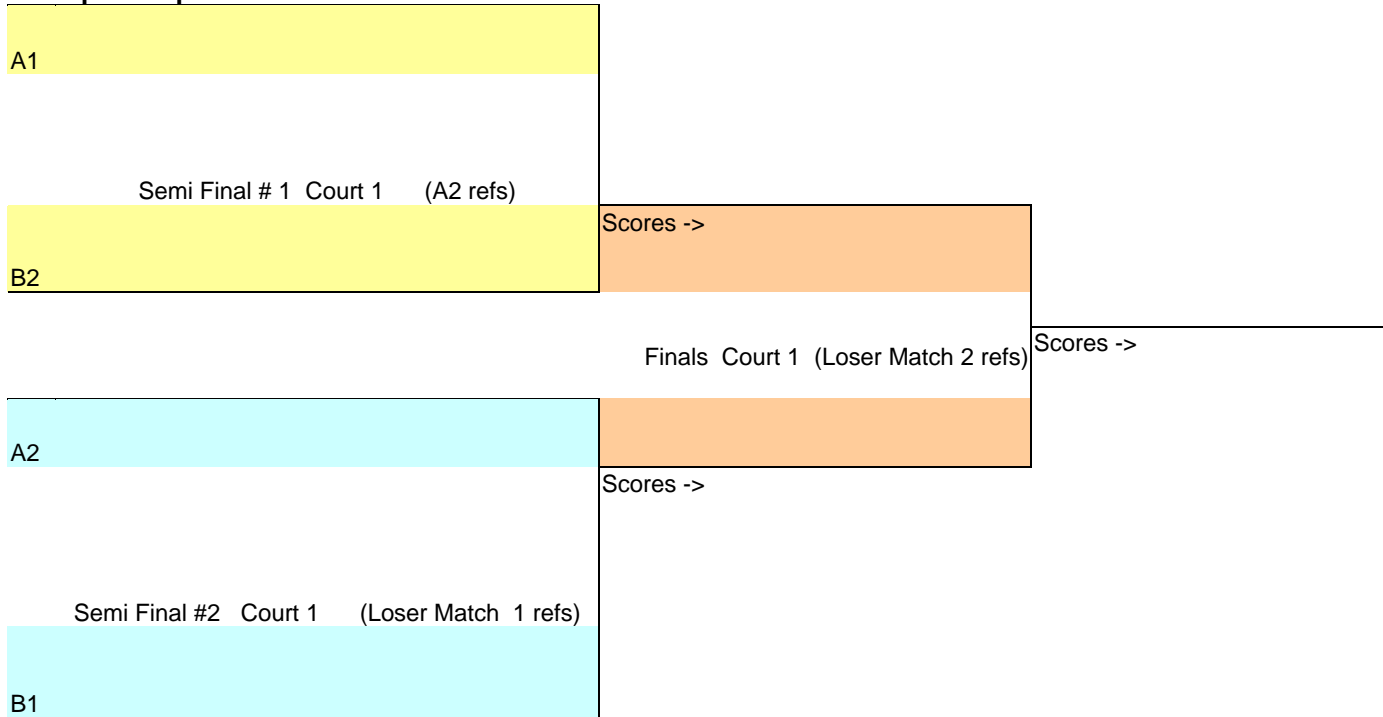 A1
Semi Final # 1 Court 1 (A2 refs)
Scores ->
B2
Finals Court 1 (Loser Match 2 refs)
Scores ->
A2
Scores ->
Semi Final #2 Court 1 (Loser Match 1 refs)
B1